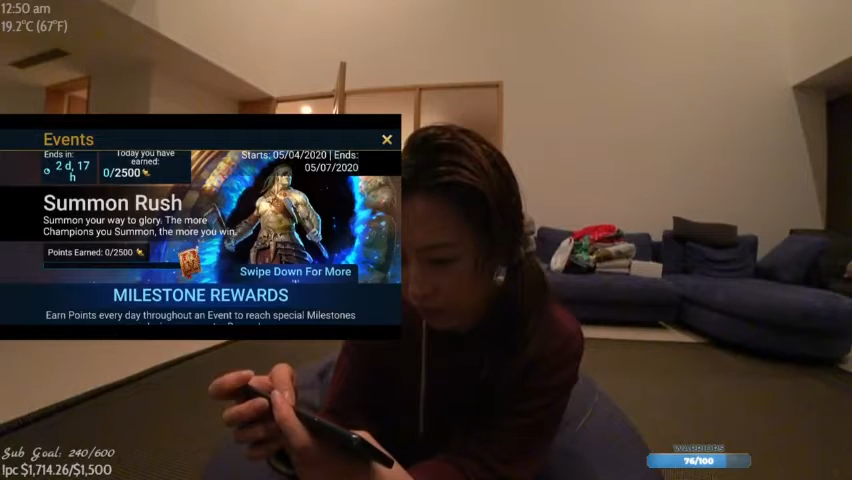 12:50 am
19.2°C (67°F)
Events
Ends in:
2 d, 17
h
Today you have
earned:
0/2500
Starts: 05/04/2020 | Ends:
05/07/2020
Summon Rush
Summon your way to glory. The more
Champions you Summon, the more you win.
Points Earned: 0/2500
Swipe Down For More
MILESTONE REWARDS
Earn Points every day throughout an Event to reach special Milestones
Sub Goal: 240/600
lpc $1,714.26/$1,500
WARRIORS
76/100